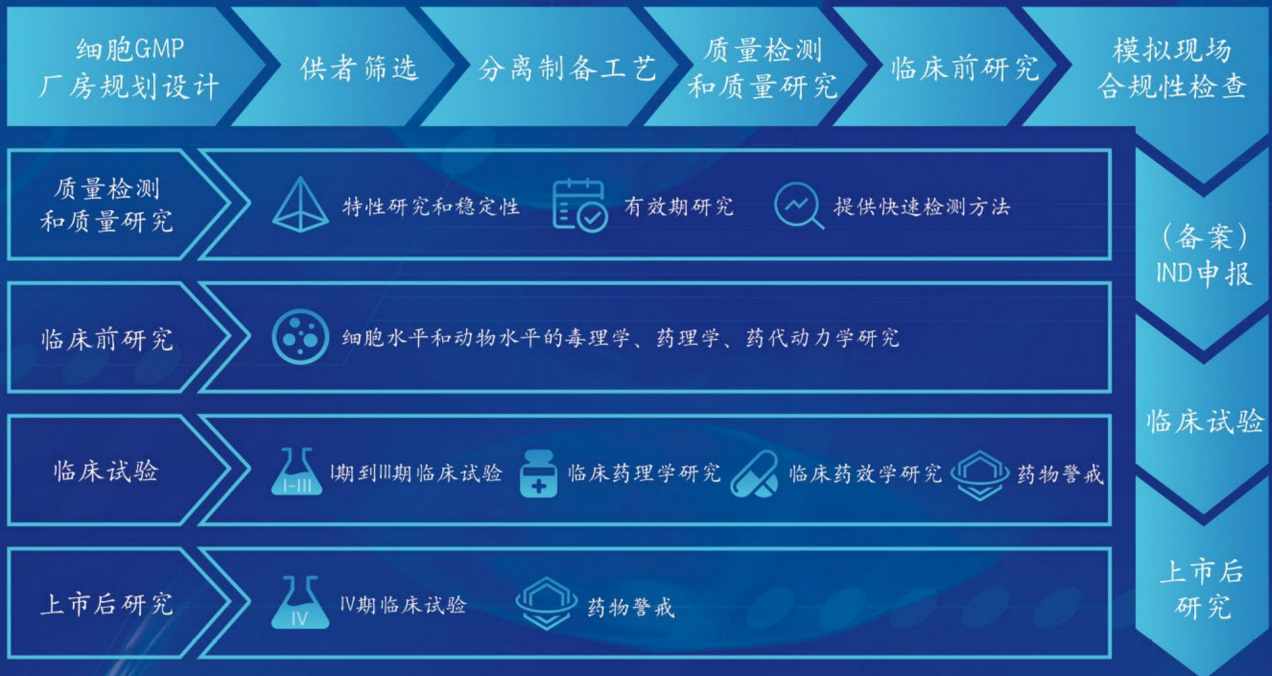 细胞GMP
厂房规划设计
供者筛选
分离制备工艺
质量检测
和质量研究
临床前研究
模拟现场
合规性检查
质量检测
和质量研究
特性研究和稳定性
有效期研究
提供快速检测方法
(备案)
IND申报
临床前研究
细胞水平和动物水平的毒理学、药理学、药代动力学研究
临床试验
临床试验
I-III
I期到III期临床试验
临床药理学研究
临床药效学研究
药物警戒
上市后
研究
上市后研究
IV
IV期临床试验
药物警戒